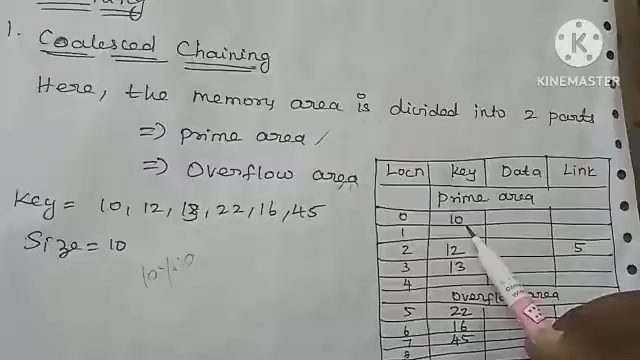 1. Coalesced Chaining
KINEMASTER
Here, the memory area is divided into 2 parts
=> prime area
=> Overflow area
Key = 10, 12, 13, 22, 16, 45
Size = 10
Locn Key Data Link
Prime area
0 10
1
2 12 5
3 13
4
Overflow area
5 22
6 16
7 45
8